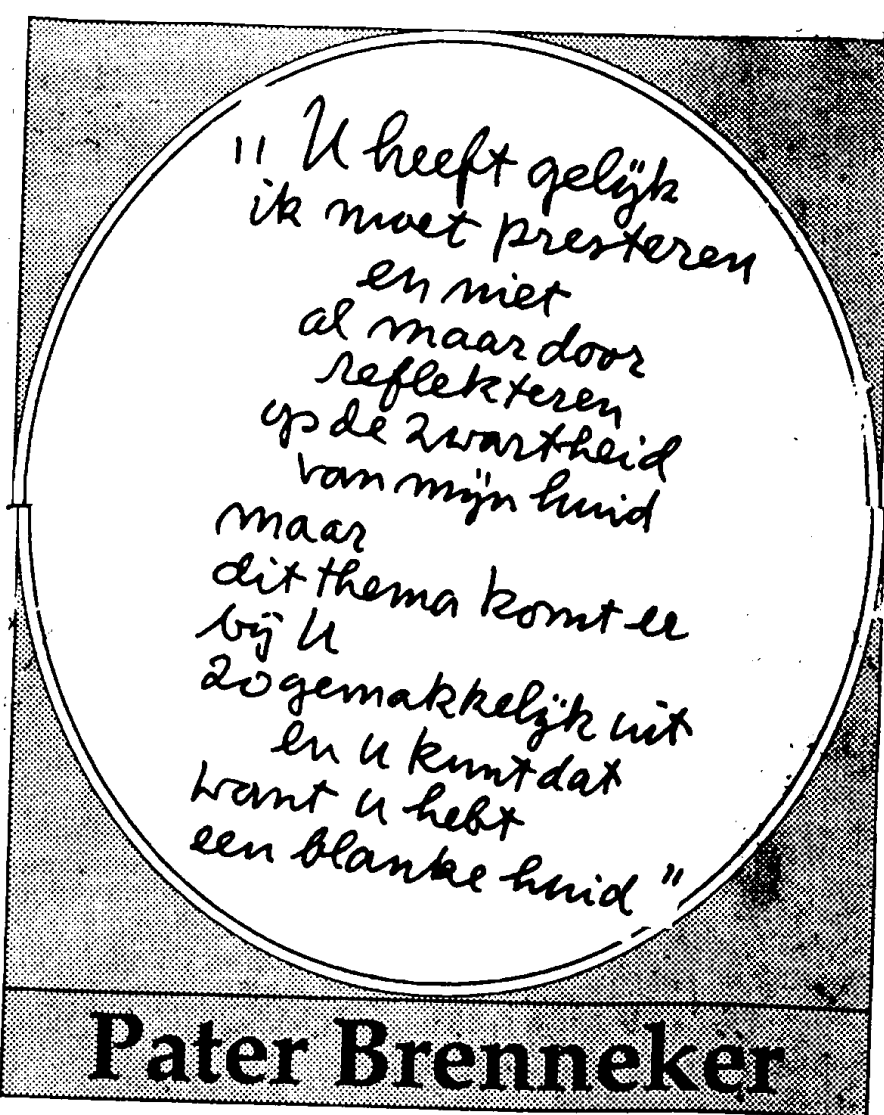 " U heeft gelijk
ik moet presteren
en niet
al maar door
reflekteren
op de zwartheid
van mijn huid
maar
dit thema komt er
bij U
zo gemakkelijk uit
en u kunt dat
want u hebt
een blanke huid "
Pater Brenneker